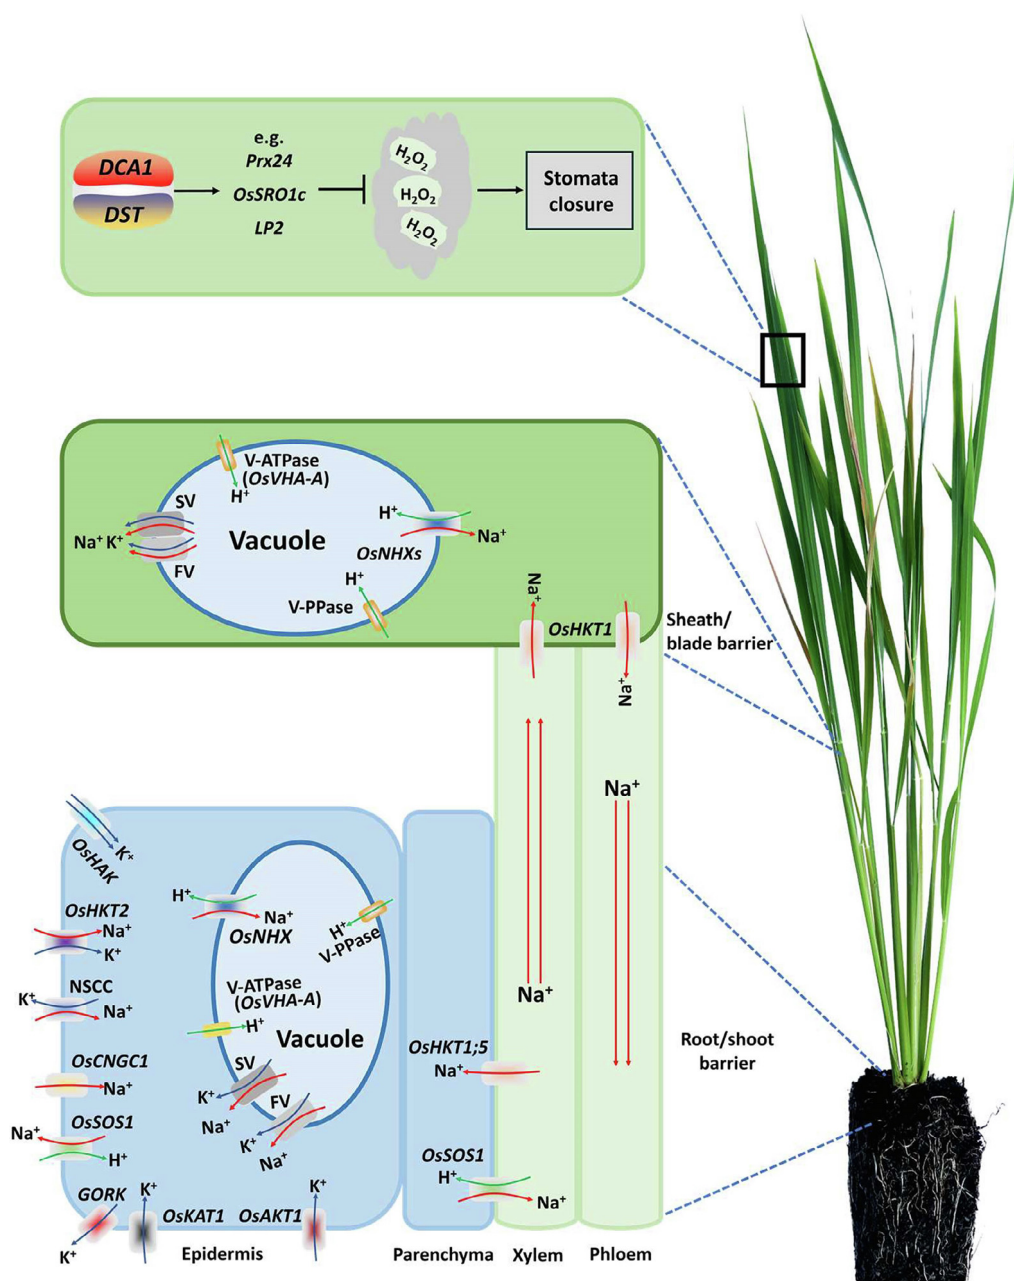 DCA1
DST
e.g.
Prx24
OsSRO1c
LP2
H₂O₂
H₂O₂
H₂O₂
Stomata
closure
V-ATPase
(OsVHA-A)
H⁺
SV
Na⁺ K⁺
FV
Vacuole
H⁺
OsNHXs
Na⁺
H⁺
V-PPase
Na⁺
OsHKT1
Na⁺
Sheath/
blade barrier
Na⁺
Na⁺
OsHAK
K⁺
OsHKT2
Na⁺
K⁺
NSCC
K⁺
Na⁺
OsCNGC1
Na⁺
OsSOS1
Na⁺
H⁺
GORK
K⁺
K⁺
OsKAT1
OsAKT1
K⁺
H⁺
Na⁺
OsNHX
H⁺
V-PPase
V-ATPase
(OsVHA-A)
H⁺
Vacuole
SV
K⁺
Na⁺
FV
K⁺
Na⁺
OsHKT1;5
Na⁺
OsSOS1
H⁺
Na⁺
Root/shoot
barrier
Epidermis
Parenchyma
Xylem
Phloem